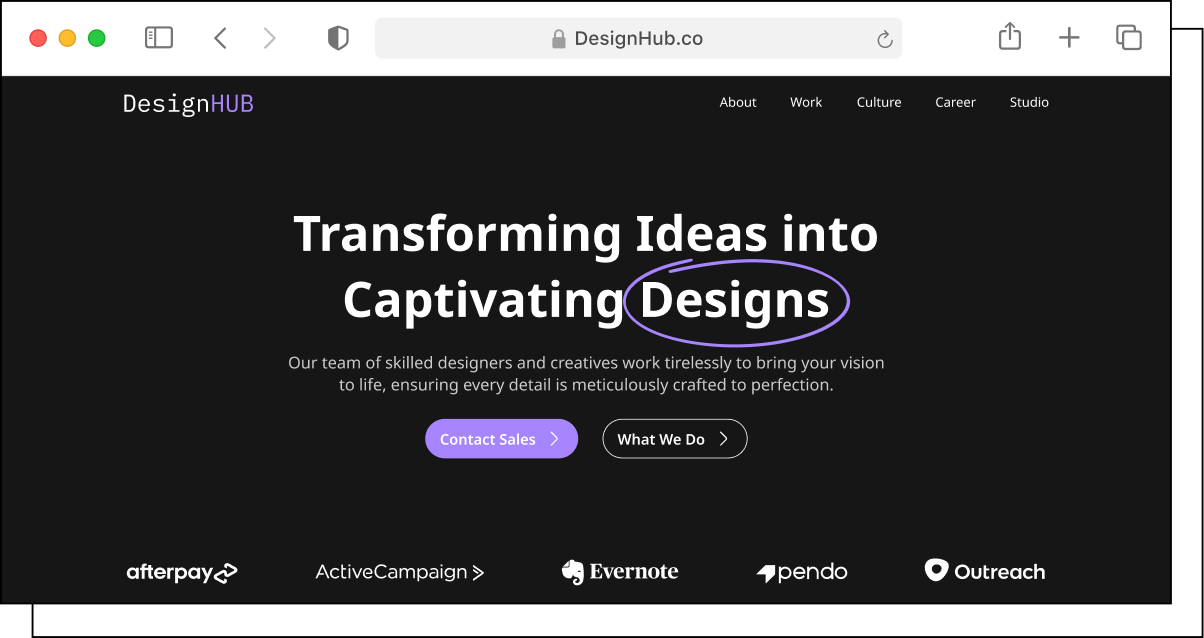 DesignHub.co
DesignHUB
About Work Culture Career Studio
Transforming Ideas into
Captivating Designs
Our team of skilled designers and creatives work tirelessly to bring your vision
to life, ensuring every detail is meticulously crafted to perfection.
Contact Sales What We Do
afterpay ActiveCampaign Evernote pendo Outreach